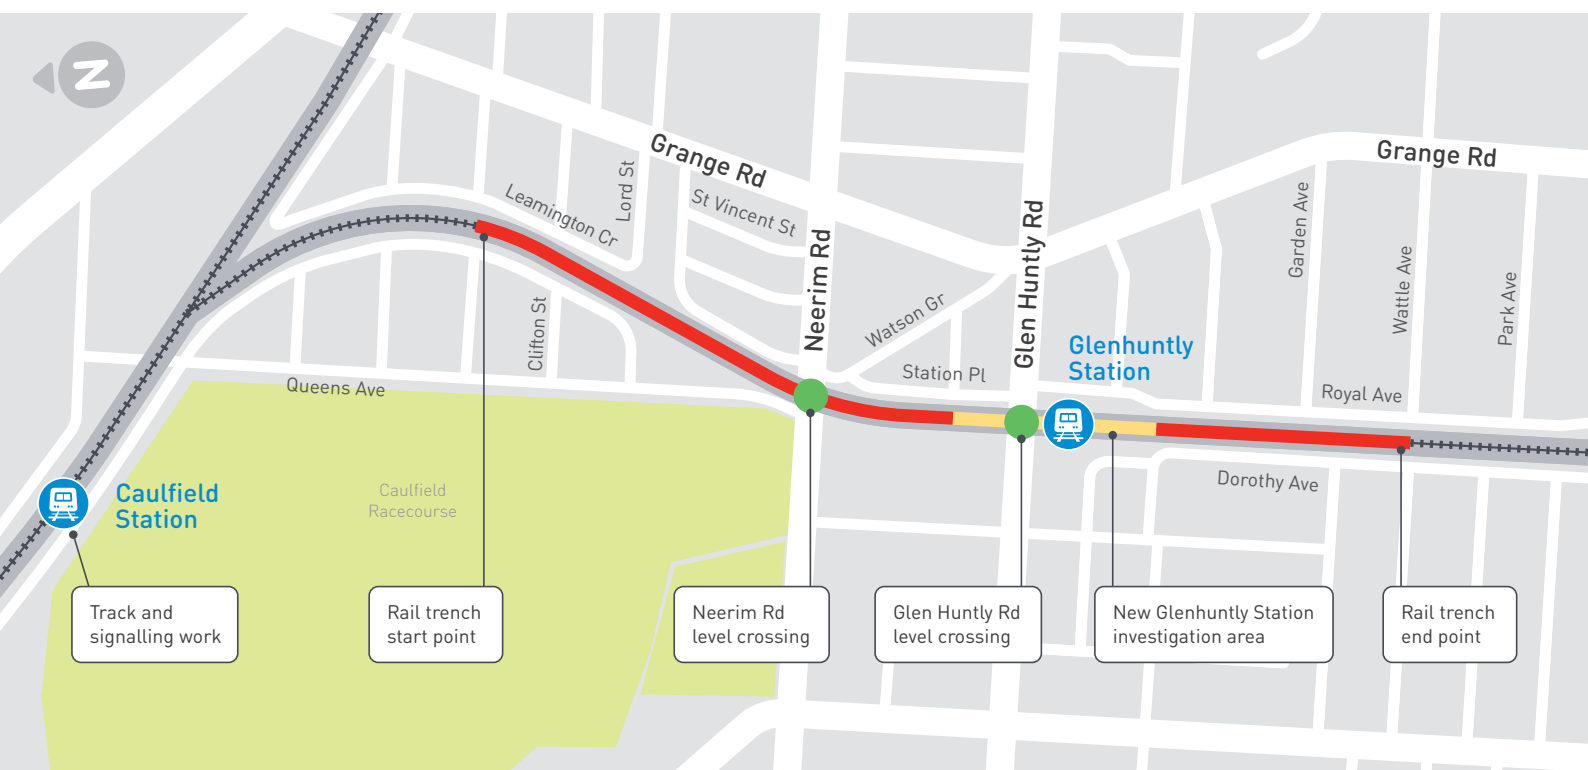 N
Grange Rd
Grange Rd
Leamington Cr
Lord St
St Vincent St
Neerim Rd
Glen Huntly Rd
Garden Ave
Wattle Ave
Park Ave
Watson Gr
Clifton St
Station Pl
Glenhuntly
Station
Queens Ave
Royal Ave
Dorothy Ave
Caulfield
Station
Caulfield
Racecourse
Track and
signalling work
Rail trench
start point
Neerim Rd
level crossing
Glen Huntly Rd
level crossing
New Glenhuntly Station
investigation area
Rail trench
end point